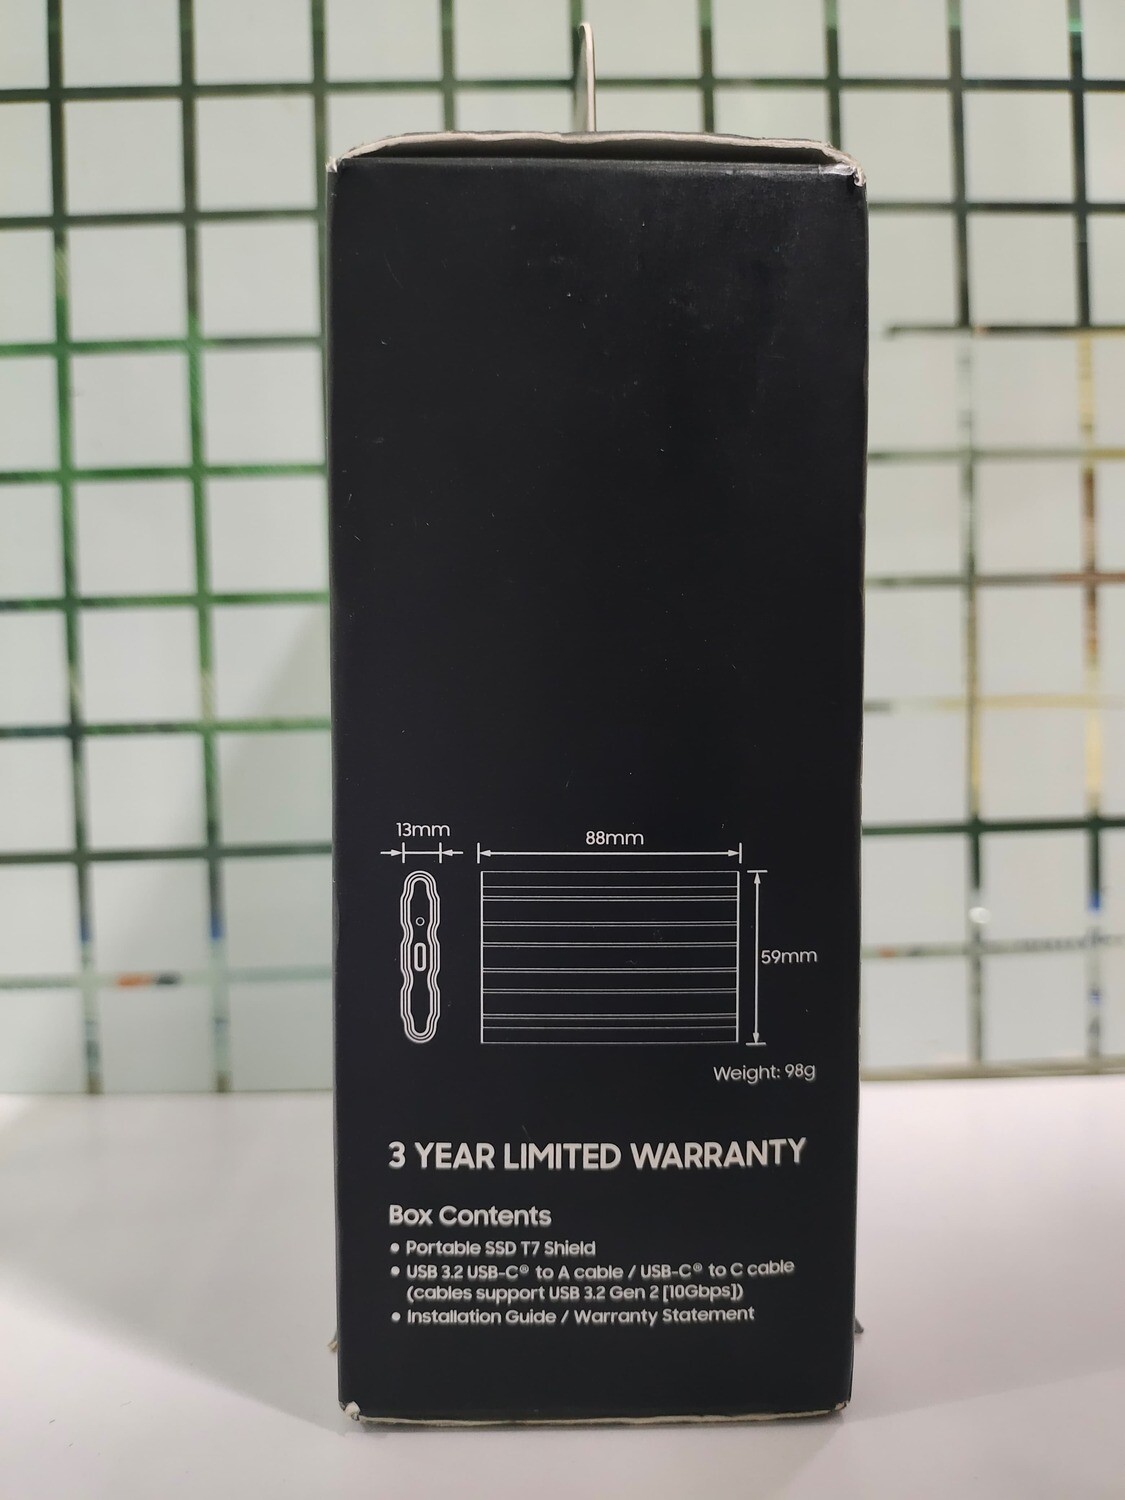 13mm
88mm
59mm
Weight: 98g
3 YEAR LIMITED WARRANTY
Box Contents
• Portable SSD T7 Shield
• USB 3.2 USB-C® to A cable / USB-C® to C cable
(cables support USB 3.2 Gen 2 [10Gbps])
• Installation Guide / Warranty Statement